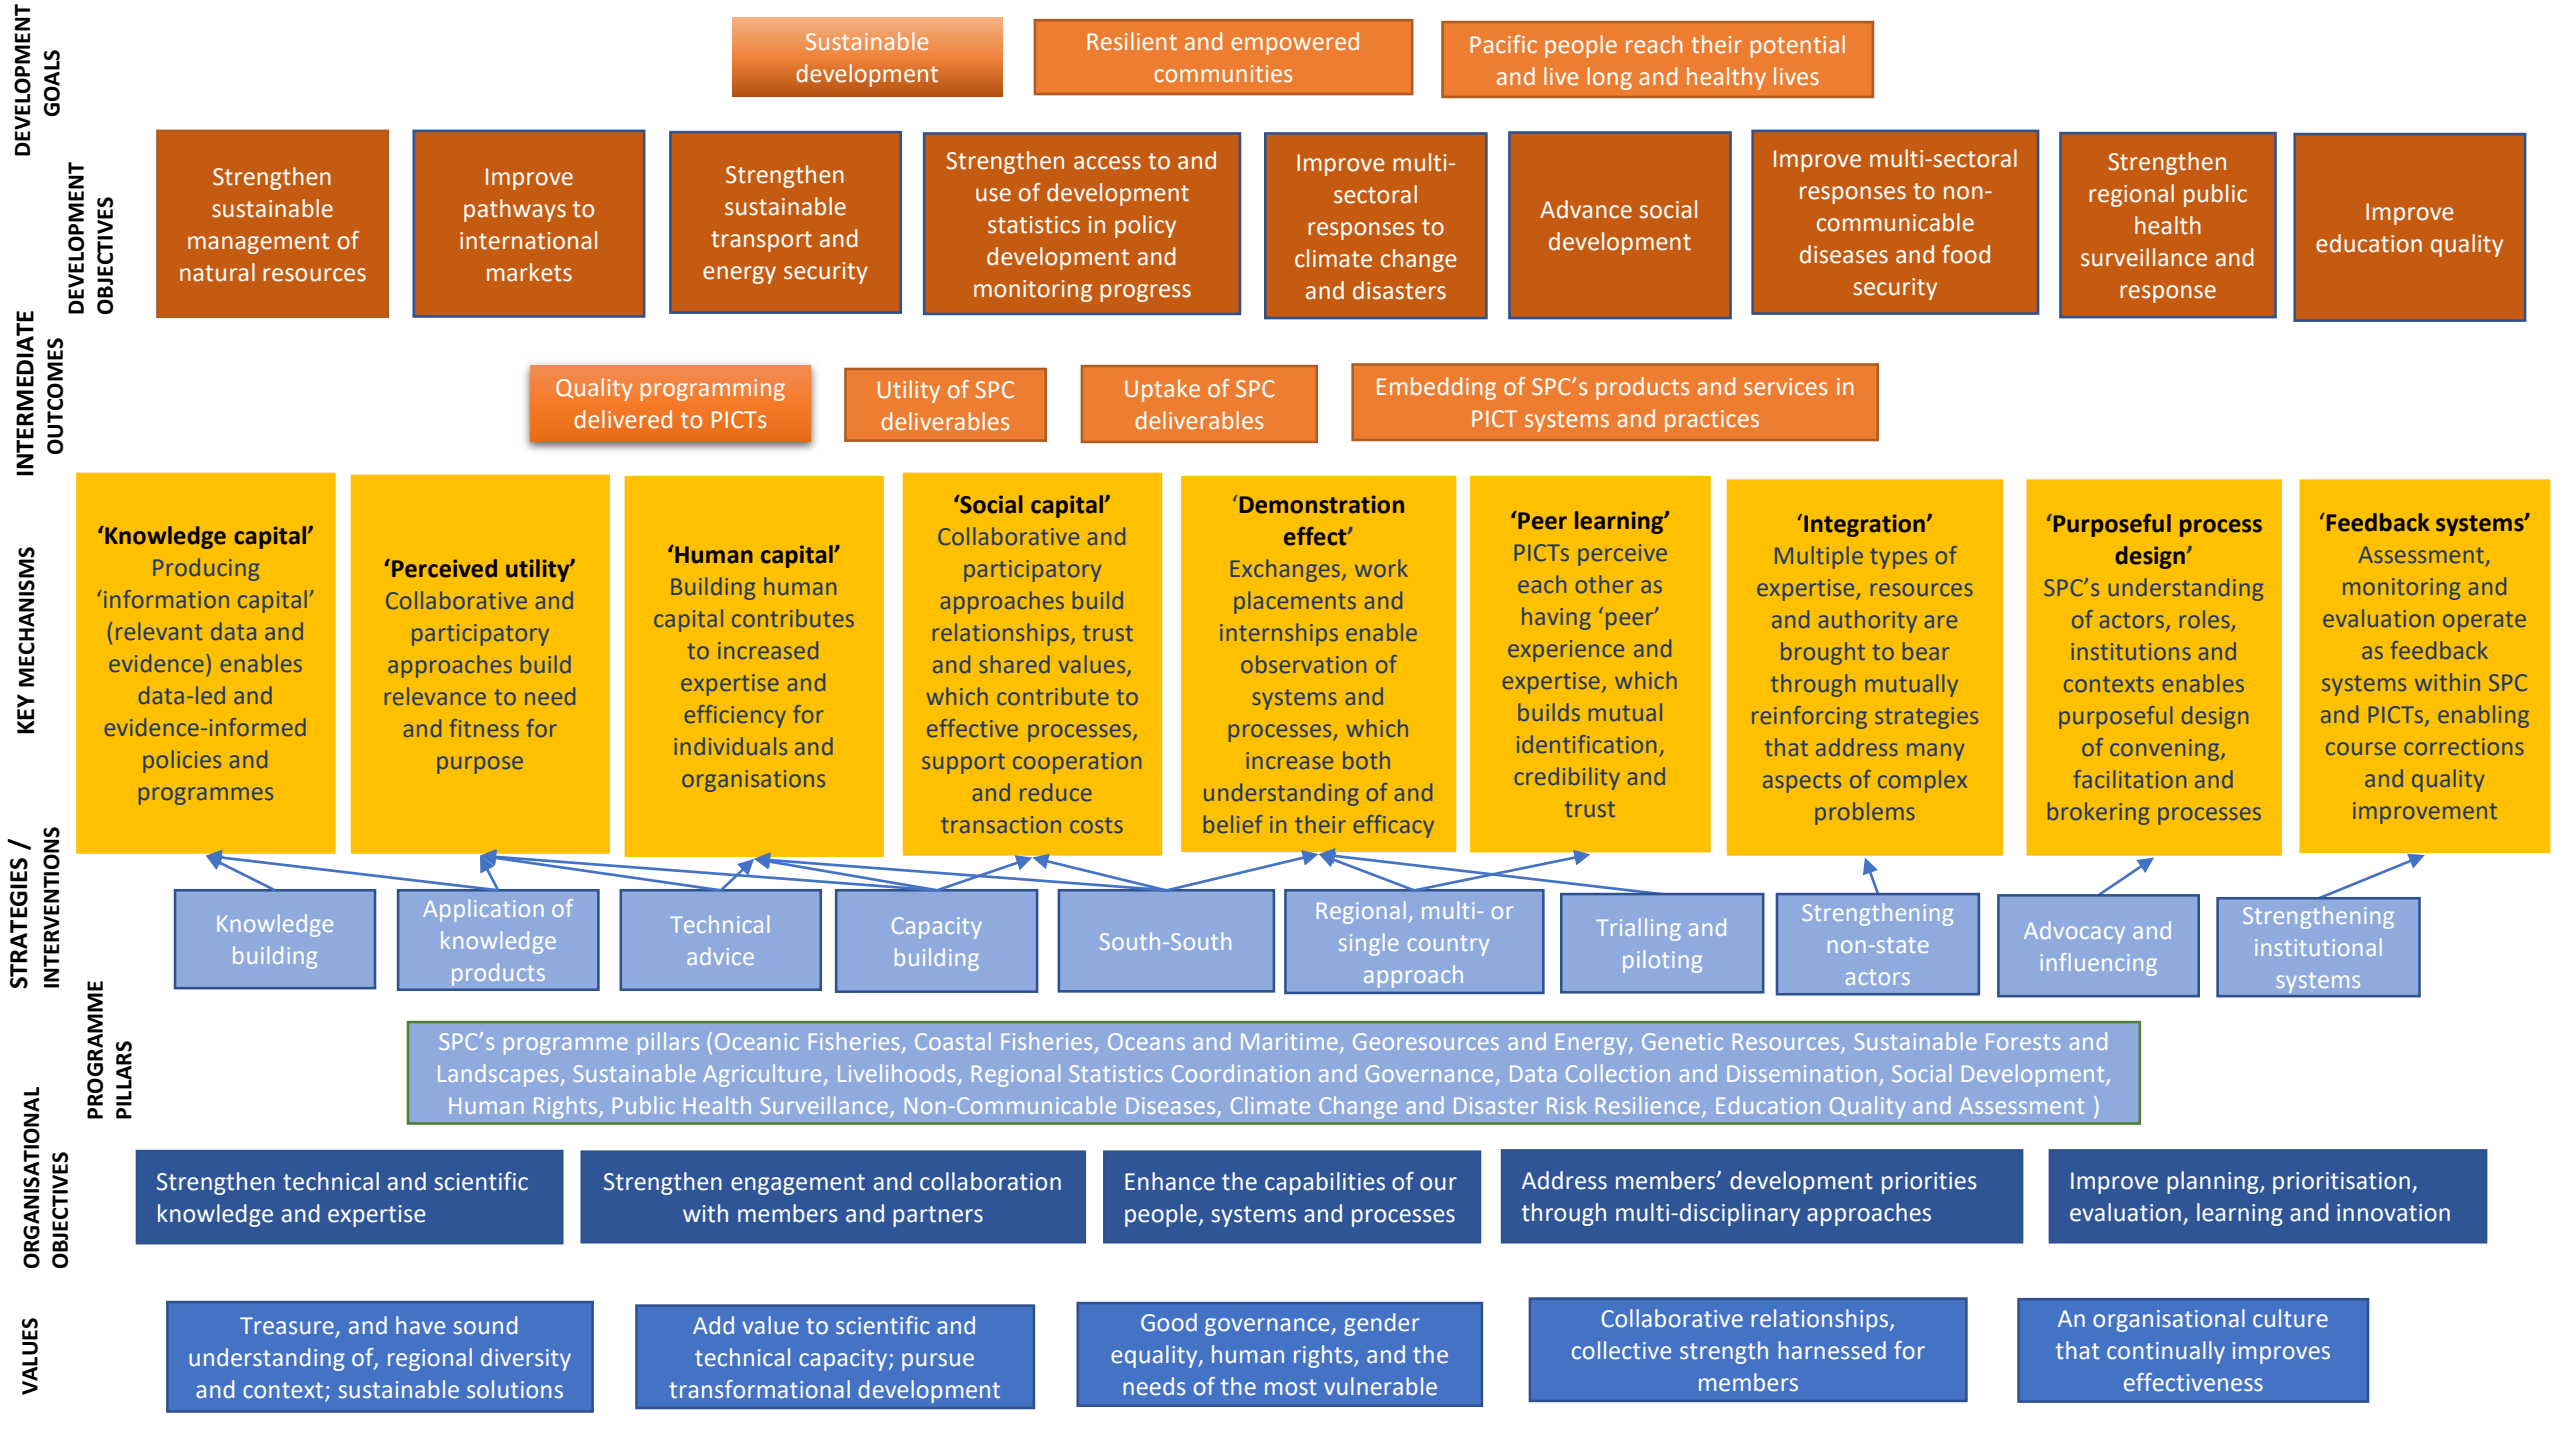 DEVELOPMENT
GOALS
Sustainable
development
Resilient and empowered
communities
Pacific people reach their potential
and live long and healthy lives
DEVELOPMENT
OBJECTIVES
Strengthen
sustainable
management of
natural resources
Improve
pathways to
international
markets
Strengthen
sustainable
transport and
energy security
Strengthen access to and
use of development
statistics in policy
development and
monitoring progress
Improve multi-
sectoral
responses to
climate change
and disasters
Advance social
development
Improve multi-sectoral
responses to non-
communicable
diseases and food
security
Strengthen
regional public
health
surveillance and
response
Improve
education quality
INTERMEDIATE
OUTCOMES
Quality programming
delivered to PICTs
Utility of SPC
deliverables
Uptake of SPC
deliverables
Embedding of SPC’s products and services in
PICT systems and practices
KEY MECHANISMS
‘Knowledge capital’
Producing
‘information capital’
(relevant data and
evidence) enables
data-led and
evidence-informed
policies and
programmes
‘Perceived utility’
Collaborative and
participatory
approaches build
relevance to need
and fitness for
purpose
‘Human capital’
Building human
capital contributes
to increased
expertise and
efficiency for
individuals and
organisations
‘Social capital’
Collaborative and
participatory
approaches build
relationships, trust
and shared values,
which contribute to
effective processes,
support cooperation
and reduce
transaction costs
‘Demonstration
effect’
Exchanges, work
placements and
internships enable
observation of
systems and
processes, which
increase both
understanding of and
belief in their efficacy
‘Peer learning’
PICTs perceive
each other as
having ‘peer’
experience and
expertise, which
builds mutual
identification,
credibility and
trust
‘Integration’
Multiple types of
expertise, resources
and authority are
brought to bear
through mutually
reinforcing strategies
that address many
aspects of complex
problems
‘Purposeful process
design’
SPC’s understanding
of actors, roles,
institutions and
contexts enables
purposeful design
of convening,
facilitation and
brokering processes
‘Feedback systems’
Assessment,
monitoring and
evaluation operate
as feedback
systems within SPC
and PICTs, enabling
course corrections
and quality
improvement
STRATEGIES /
INTERVENTIONS
Knowledge
building
Application of
knowledge
products
Technical
advice
Capacity
building
South-South
Regional, multi- or
single country
approach
Trialling and
piloting
Strengthening
non-state
actors
Advocacy and
influencing
Strengthening
institutional
systems
PROGRAMME
PILLARS
SPC’s programme pillars (Oceanic Fisheries, Coastal Fisheries, Oceans and Maritime, Georesources and Energy, Genetic Resources, Sustainable Forests and
Landscapes, Sustainable Agriculture, Livelihoods, Regional Statistics Coordination and Governance, Data Collection and Dissemination, Social Development,
Human Rights, Public Health Surveillance, Non-Communicable Diseases, Climate Change and Disaster Risk Resilience, Education Quality and Assessment )
ORGANISATIONAL
OBJECTIVES
Strengthen technical and scientific
knowledge and expertise
Strengthen engagement and collaboration
with members and partners
Enhance the capabilities of our
people, systems and processes
Address members’ development priorities
through multi-disciplinary approaches
Improve planning, prioritisation,
evaluation, learning and innovation
VALUES
Treasure, and have sound
understanding of, regional diversity
and context; sustainable solutions
Add value to scientific and
technical capacity; pursue
transformational development
Good governance, gender
equality, human rights, and the
needs of the most vulnerable
Collaborative relationships,
collective strength harnessed for
members
An organisational culture
that continually improves
effectiveness